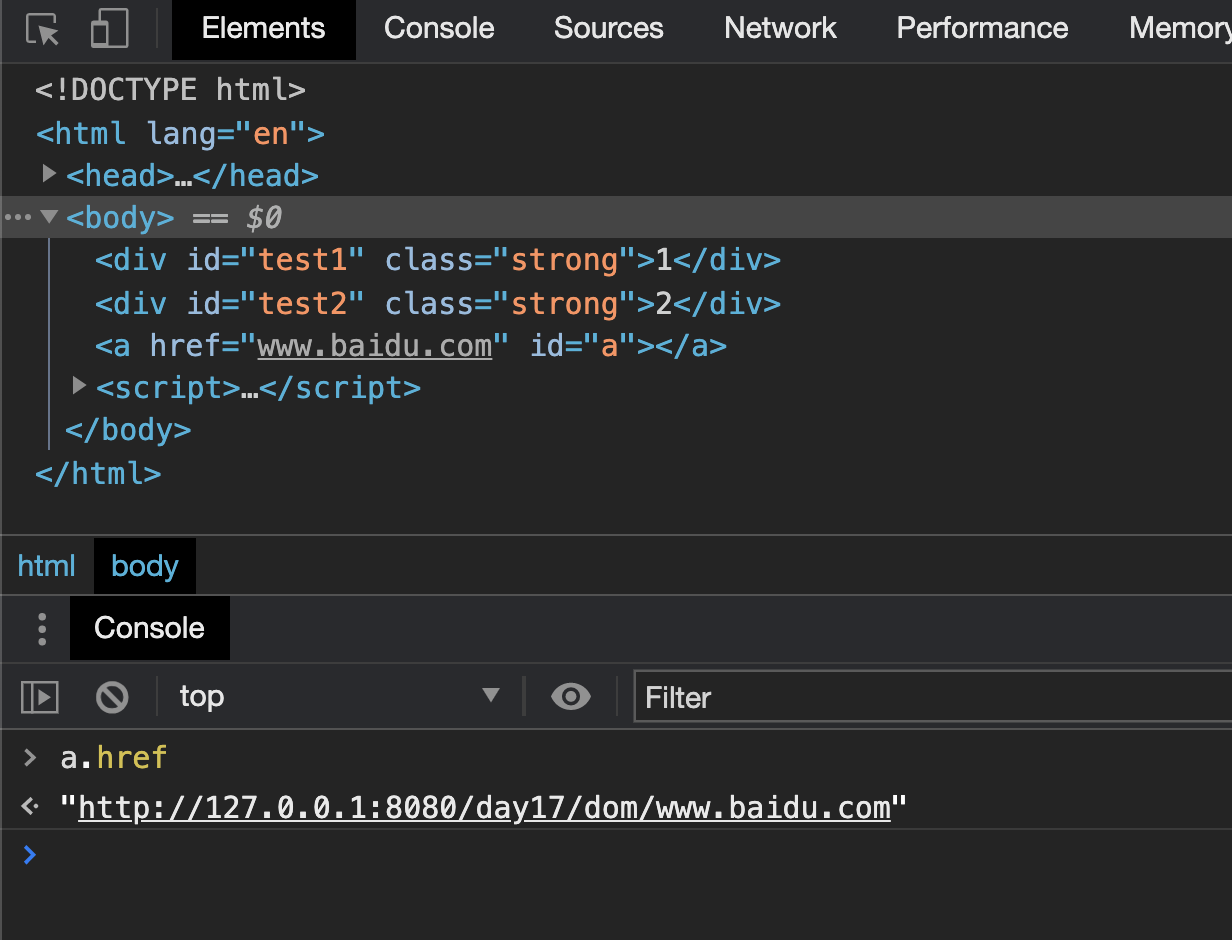 Elements Console Sources Network Performance Memory
<!DOCTYPE html>
<html lang="en">
<head>…</head>
<body> == $0
<div id="test1" class="strong">1</div>
<div id="test2" class="strong">2</div>
<a href="www.baidu.com" id="a"></a>
<script>…</script>
</body>
</html>
html body
Console
top Filter
> a.href
"http://127.0.0.1:8080/day17/dom/www.baidu.com"